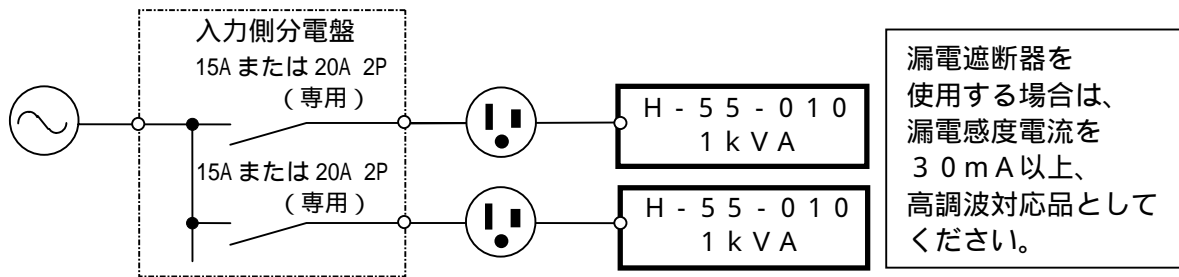 入力側分電盤
15A または 20A 2P
(専用)
H-55-010
1kVA
15A または 20A 2P
(専用)
H-55-010
1kVA
漏電遮断器を
使用する場合は、
漏電感度電流を
30mA以上、
高調波対応品として
ください。